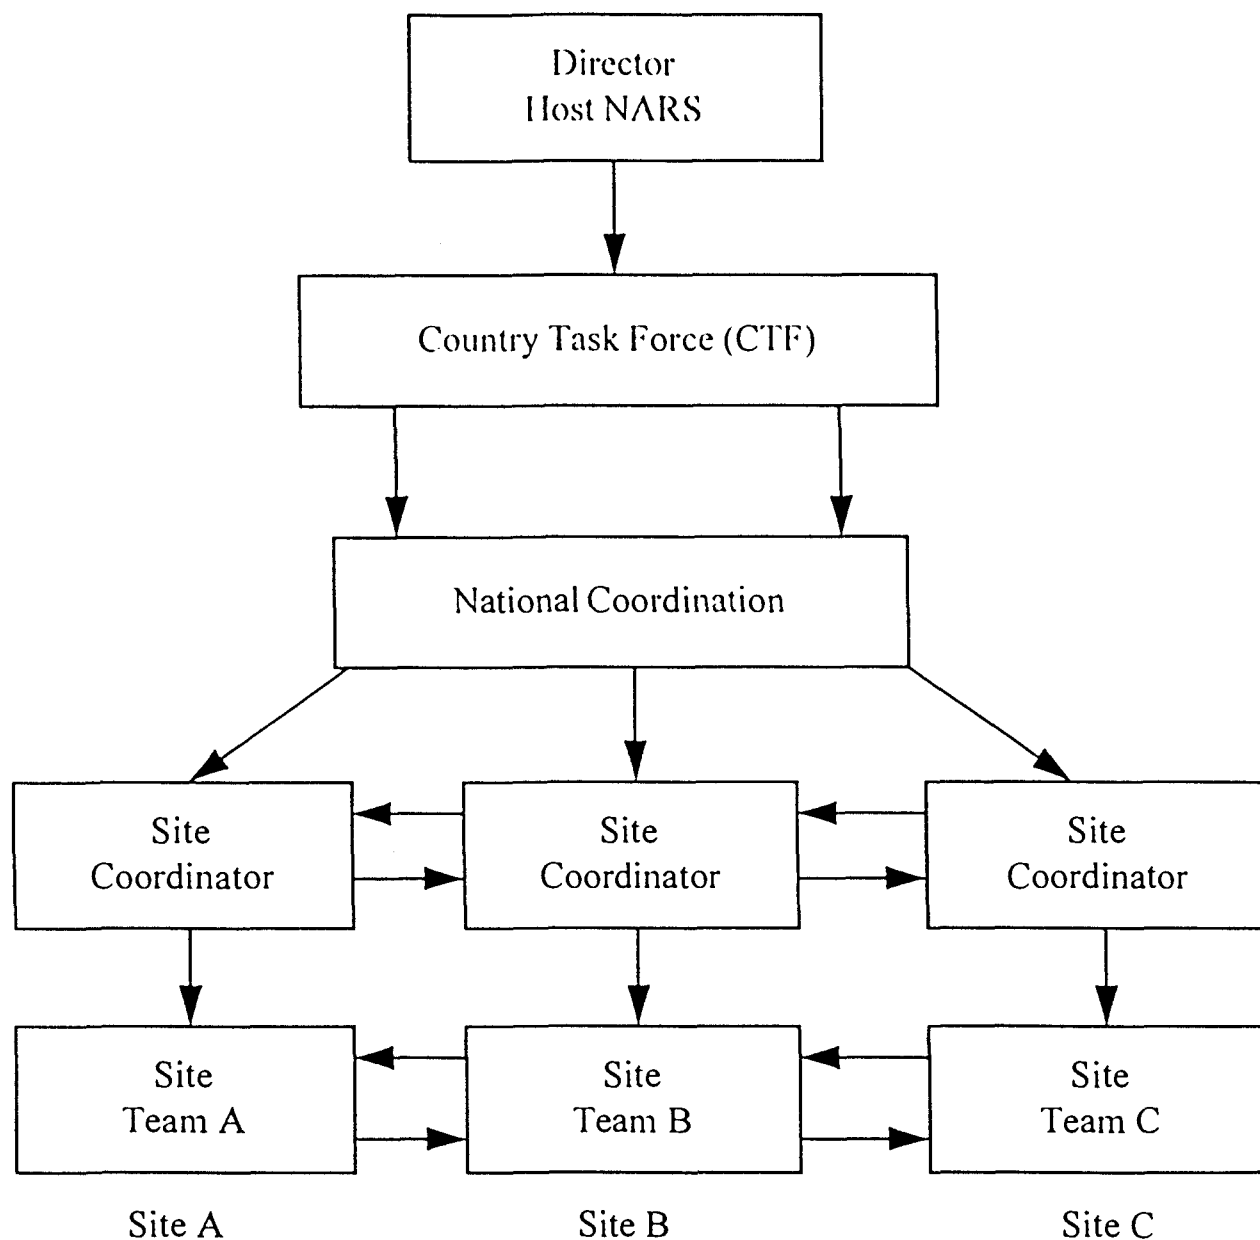 Director
Host NARS
Country Task Force (CTF)
National Coordination
Site
Coordinator
Site
Coordinator
Site
Coordinator
Site
Team A
Site
Team B
Site
Team C
Site A
Site B
Site C